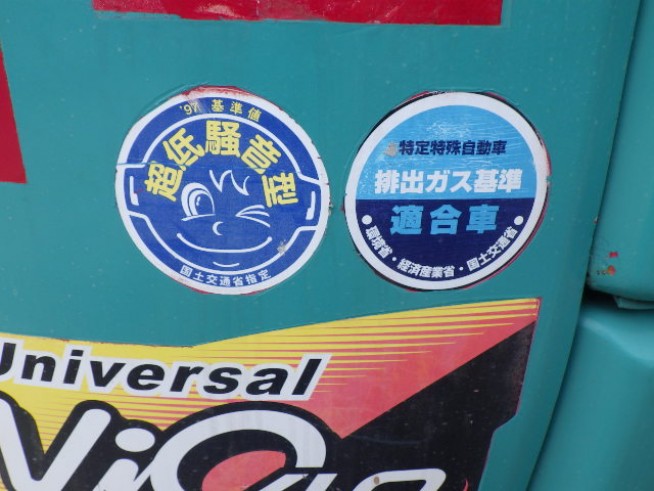 '97 基準値
超低騒音型
国土交通省指定
特定特殊自動車
排出ガス基準
適合車
•環境省・経済産業省・国土交通省•
Universal